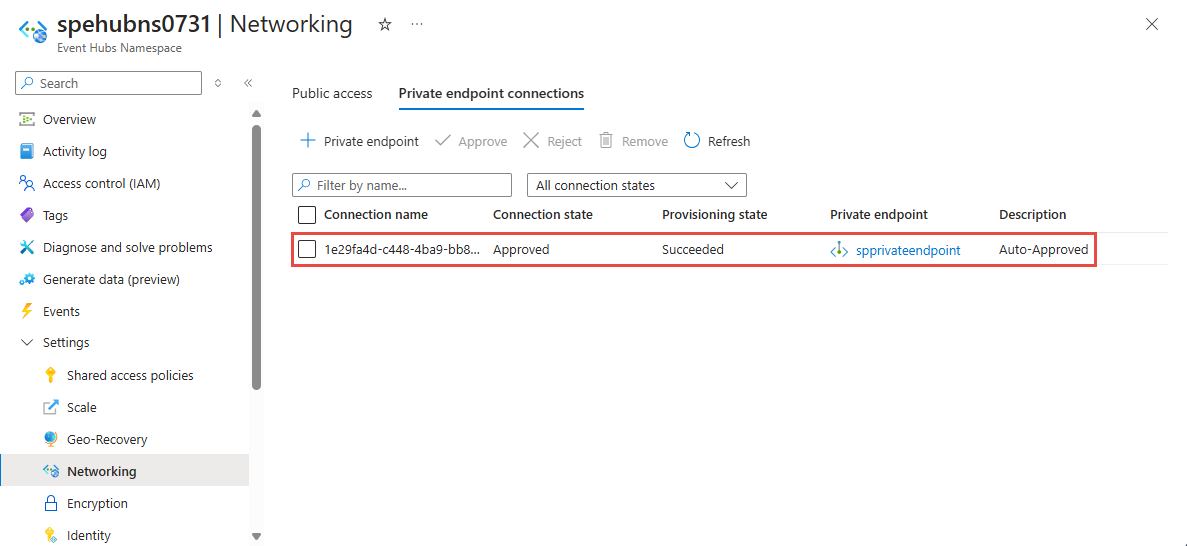 spehubns0731 | Networking ☆ ···
Event Hubs Namespace
Search
Overview
Activity log
Access control (IAM)
Tags
Diagnose and solve problems
Generate data (preview)
Events
Settings
Shared access policies
Scale
Geo-Recovery
Networking
Encryption
Identity
Public access Private endpoint connections
Private endpoint Approve Reject Remove Refresh
Filter by name... All connection states
Connection name Connection state Provisioning state Private endpoint Description
1e29fa4d-c448-4ba9-bb8... Approved Succeeded spprivateendpoint Auto-Approved